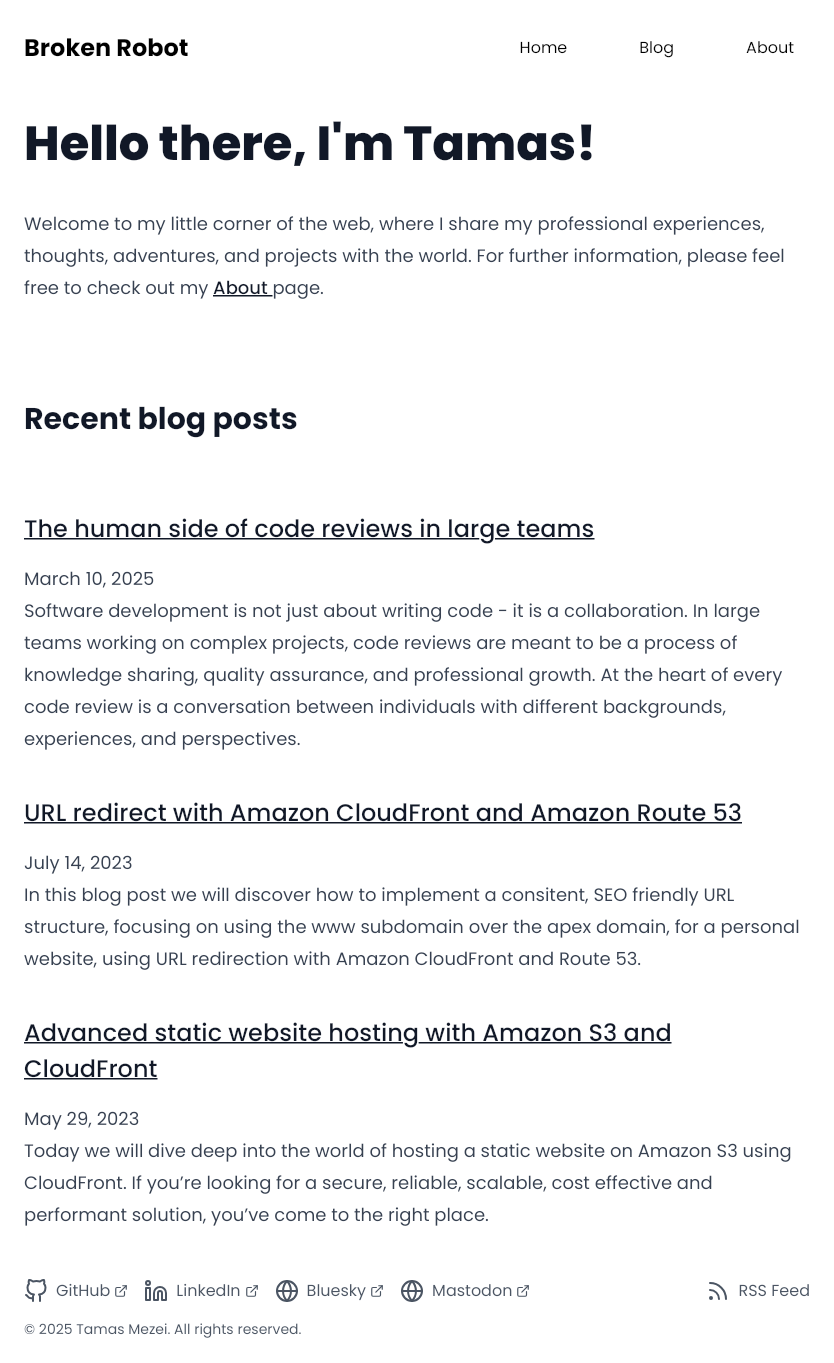 Broken Robot
Home Blog About
Hello there, I'm Tamas!
Welcome to my little corner of the web, where I share my professional experiences,
thoughts, adventures, and projects with the world. For further information, please feel
free to check out my About page.
Recent blog posts
The human side of code reviews in large teams
March 10, 2025
Software development is not just about writing code - it is a collaboration. In large
teams working on complex projects, code reviews are meant to be a process of
knowledge sharing, quality assurance, and professional growth. At the heart of every
code review is a conversation between individuals with different backgrounds,
experiences, and perspectives.
URL redirect with Amazon CloudFront and Amazon Route 53
July 14, 2023
In this blog post we will discover how to implement a consitent, SEO friendly URL
structure, focusing on using the www subdomain over the apex domain, for a personal
website, using URL redirection with Amazon CloudFront and Route 53.
Advanced static website hosting with Amazon S3 and
CloudFront
May 29, 2023
Today we will dive deep into the world of hosting a static website on Amazon S3 using
CloudFront. If you’re looking for a secure, reliable, scalable, cost effective and
performant solution, you’ve come to the right place.
GitHub LinkedIn Bluesky Mastodon RSS Feed
© 2025 Tamas Mezei. All rights reserved.